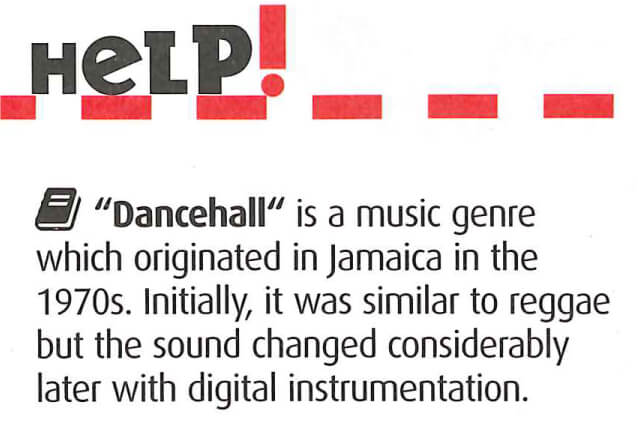 HeLP!
"Dancehall" is a music genre
which originated in Jamaica in the
1970s. Initially, it was similar to reggae
but the sound changed considerably
later with digital instrumentation.